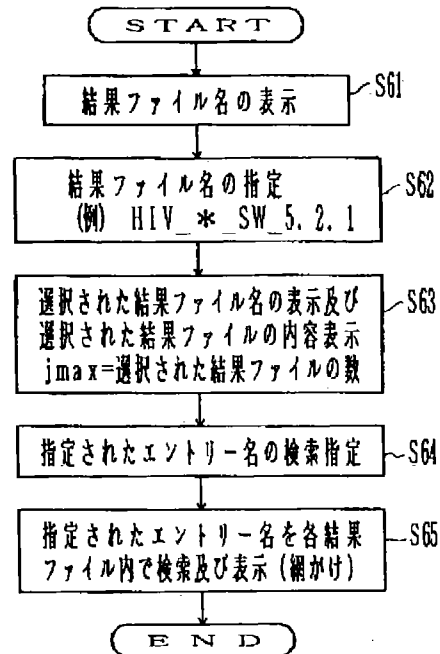 START
結果ファイル名の表示
S61
結果ファイル名の指定
(例) HIV_*_SW_5.2.1
S62
選択された結果ファイル名の表示及び
選択された結果ファイルの内容表示
jmax=選択された結果ファイルの数
S63
指定されたエントリー名の検索指定
S64
指定されたエントリー名を各結果
ファイル内で検索及び表示(網かけ)
S65
END